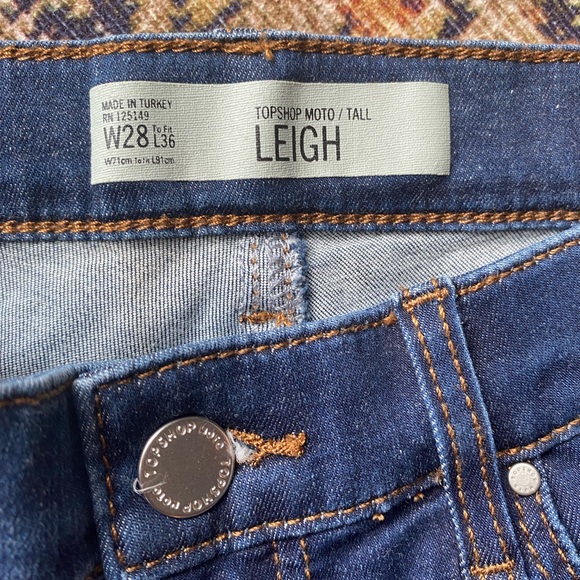 MADE IN TURKEY
RN 125149
W28 To Fit L36
W71cm To Fit L91cm
TOPSHOP MOTO / TALL
LEIGH
TOPSHOP MOTO TOPSHOP MOTO